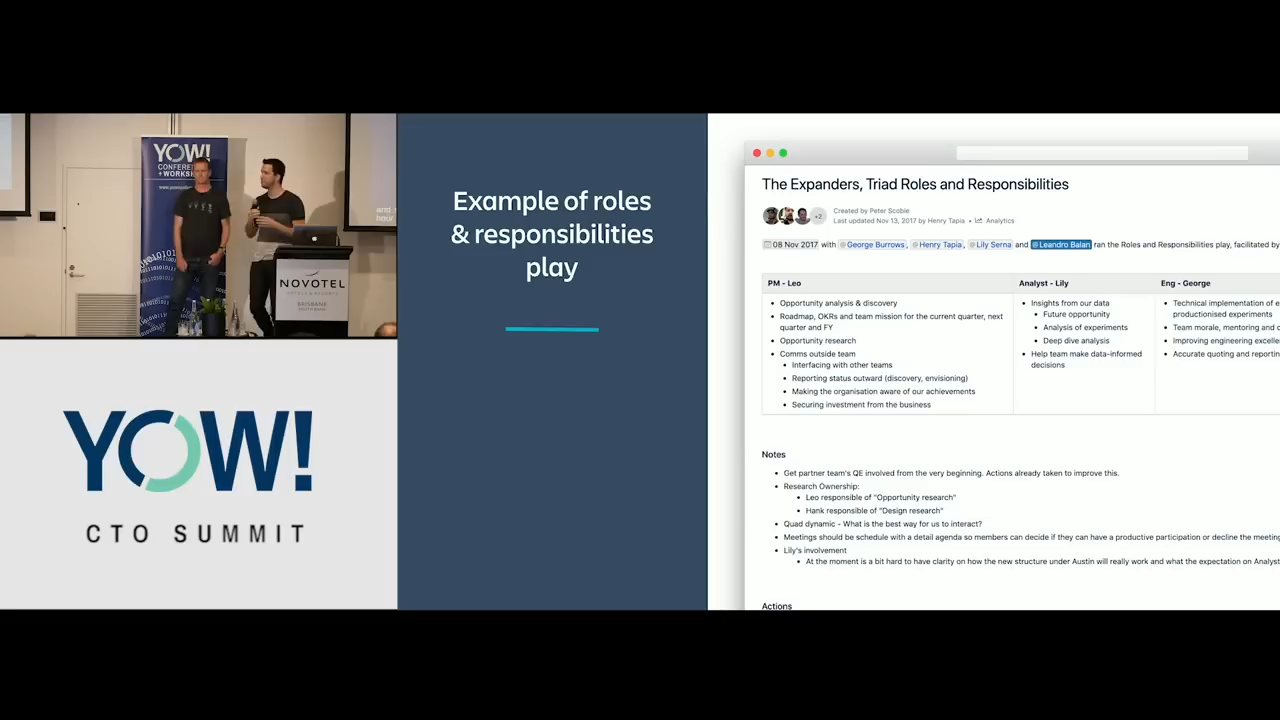 YOW!
CONFERENCE
+ WORKSH
and
hour
NOVOTEL
HOTELS & RESORTS
BRISBANE
YOW!
CTO SUMMIT
Example of roles
& responsibilities
play
The Expanders, Triad Roles and Responsibilities
+2
Created by Peter Scobie
Last updated Nov 13, 2017 by Henry Tapia • Analytics
08 Nov 2017 with @George Burrows, @Henry Tapia, @Lily Serna and @Leandro Balan ran the Roles and Responsibilities play, facilitated by
PM - Leo
• Opportunity analysis & discovery
• Roadmap, OKRs and team mission for the current quarter, next
quarter and FY
• Opportunity research
• Comms outside team
• Interfacing with other teams
• Reporting status outward (discovery, envisioning)
• Making the organisation aware of our achievements
• Securing investment from the business
Analyst - Lily
• Insights from our data
• Future opportunity
• Analysis of experiments
• Deep dive analysis
• Help team make data-informed
decisions
Eng - George
• Technical implementation of e
productionised experiments
• Team morale, mentoring and c
• Improving engineering excelle
• Accurate quoting and reportin
Notes
• Get partner team's QE involved from the very beginning. Actions already taken to improve this.
• Research Ownership:
• Leo responsible of "Opportunity research"
• Hank responsible of "Design research"
• Quad dynamic - What is the best way for us to interact?
• Meetings should be schedule with a detail agenda so members can decide if they can have a productive participation or decline the meeting
• Lily's involvement
• At the moment is a bit hard to have clarity on how the new structure under Austin will really work and what the expectation on Analyst
Actions